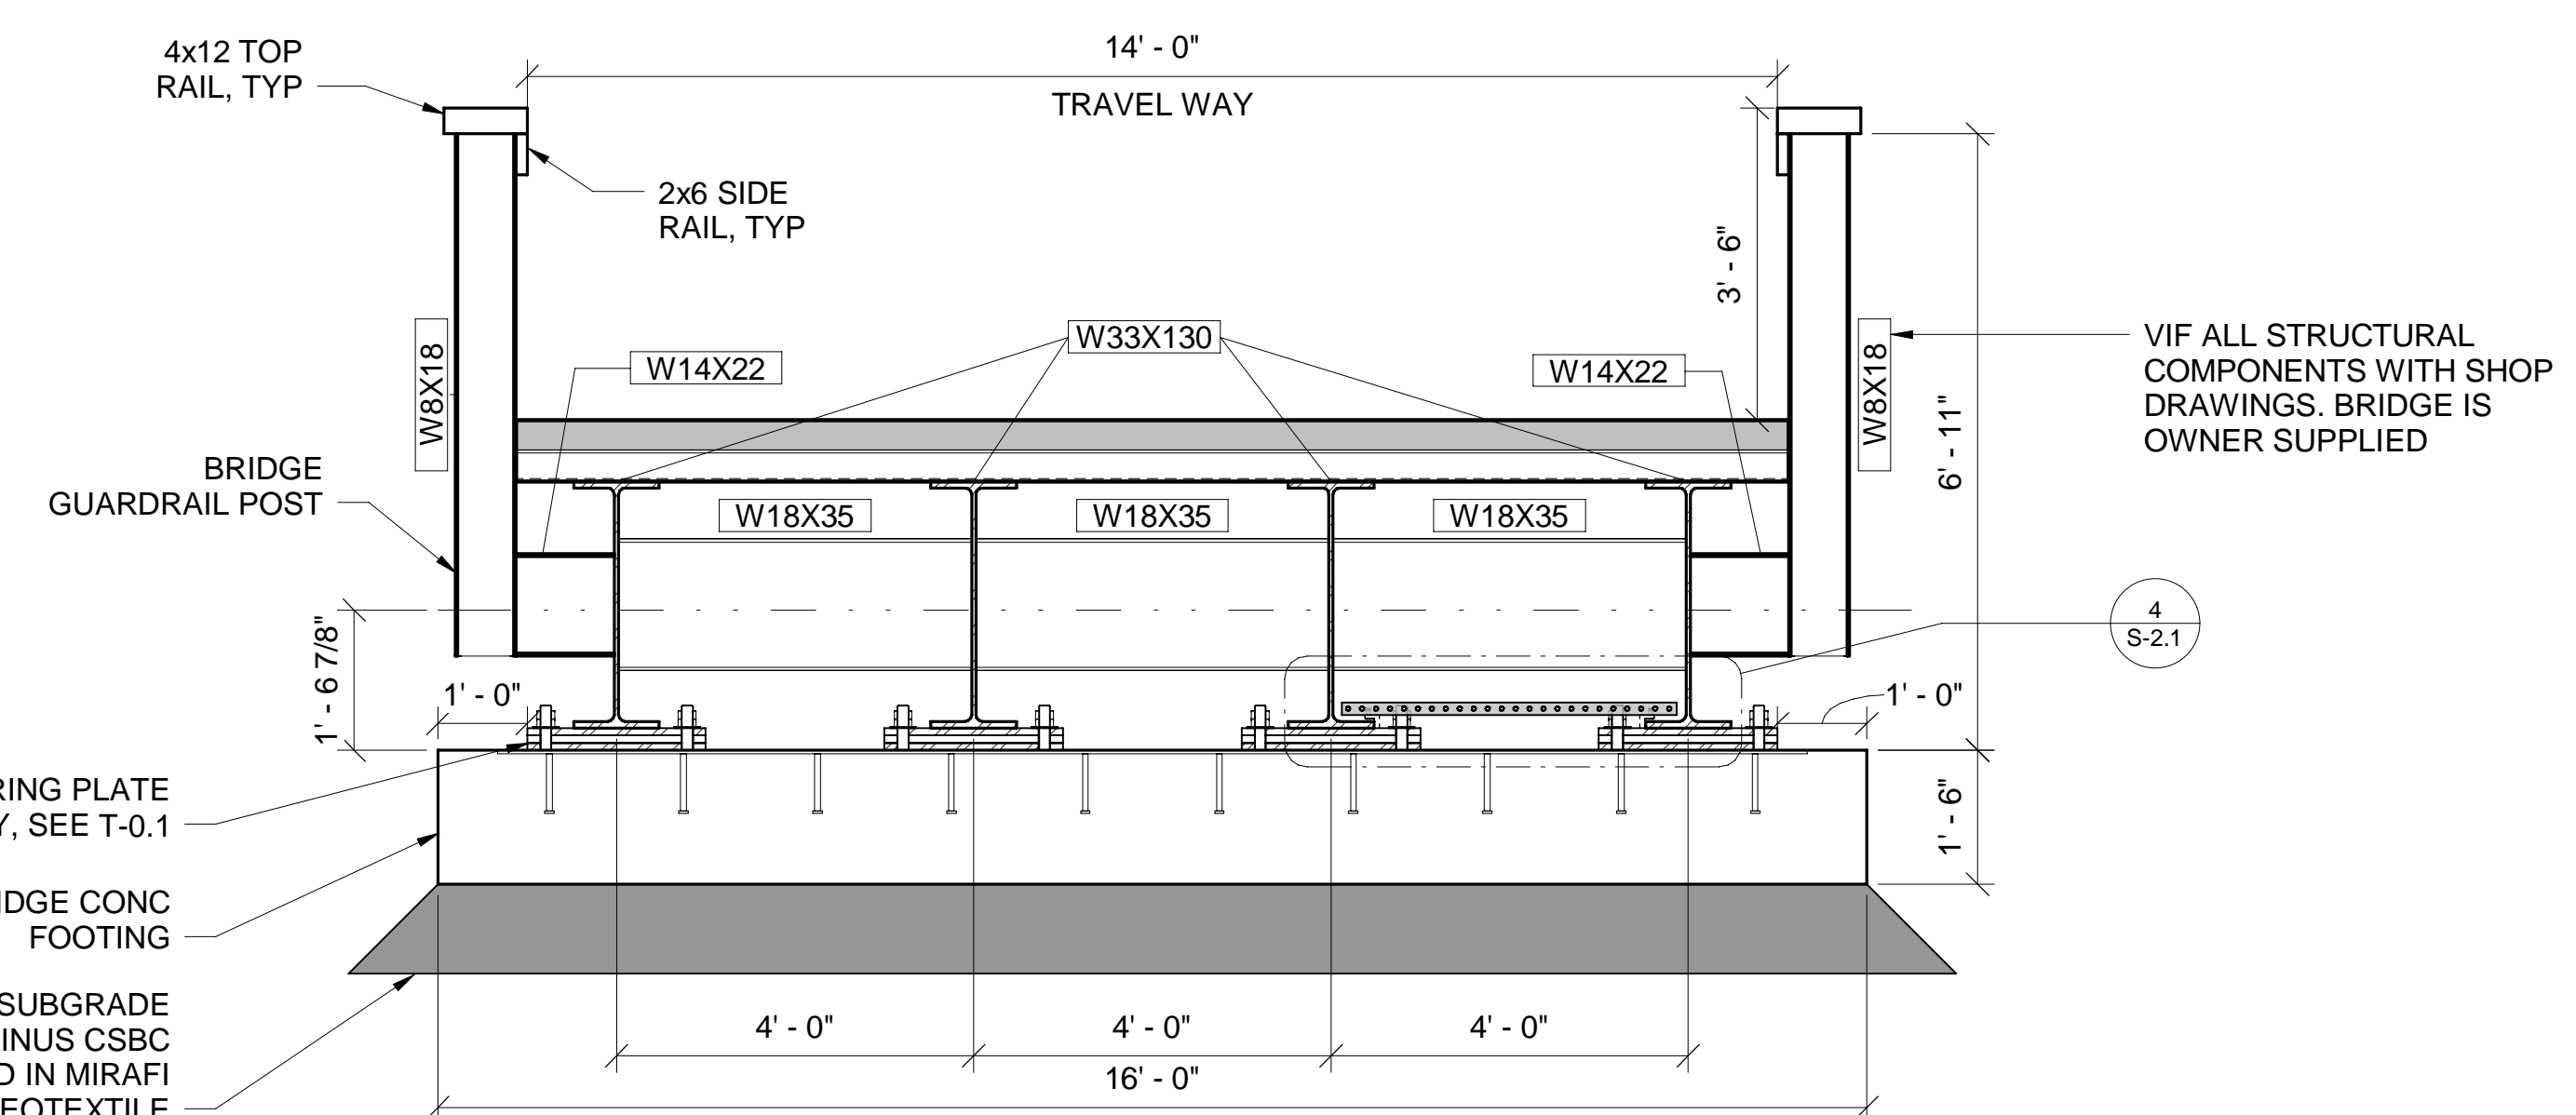 4x12 TOP
RAIL, TYP
14' - 0"
TRAVEL WAY
2x6 SIDE
RAIL, TYP
3' - 6"
W8X18
W14X22
W33X130
W14X22
W8X18
VIF ALL STRUCTURAL
COMPONENTS WITH SHOP
DRAWINGS. BRIDGE IS
OWNER SUPPLIED
6' - 11"
BRIDGE
GUARDRAIL POST
W18X35
W18X35
W18X35
4
S-2.1
1' - 6 7/8"
1' - 0"
1' - 0"
RING PLATE
Y, SEE T-0.1
1' - 6"
IDGE CONC
FOOTING
SUBGRADE
INUS CSBC
D IN MIRAFI
EOTEXTILE
4' - 0"
4' - 0"
4' - 0"
16' - 0"